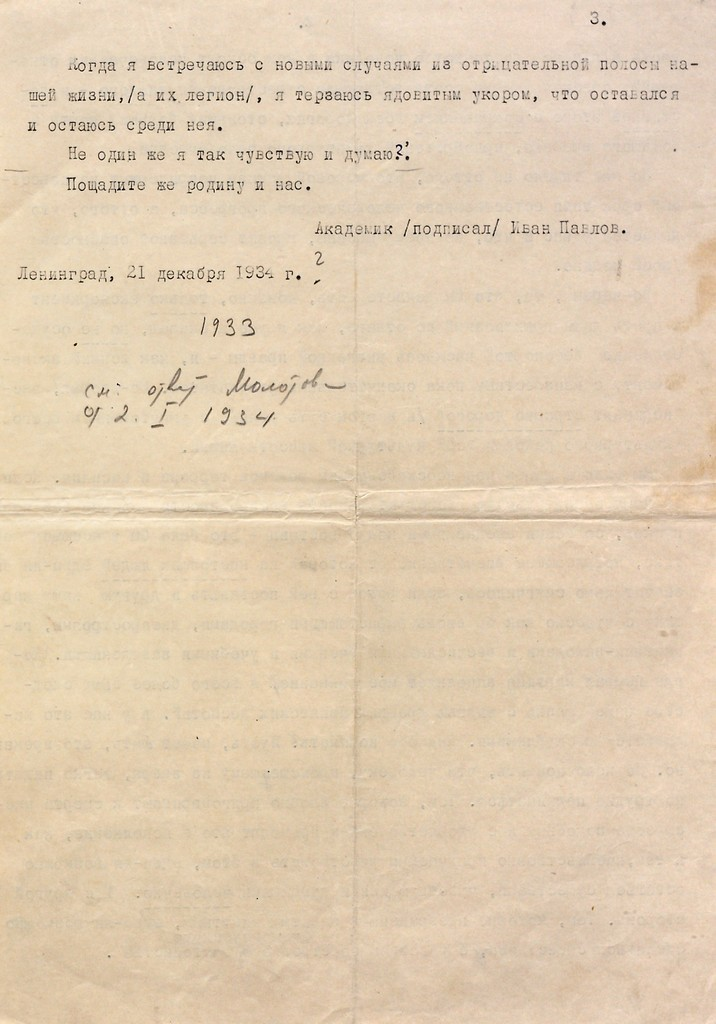 3.
Когда я встречаюсь с новыми случаями из отрицательной полосы на-
шей жизни,/а их легион/, я терзаюсь ядовитым укором, что оставался
и остаюсь среди нея.
Не один же я так чувствую и думаю?!
Пощадите же родину и нас.
Академик /подписал/ Иван Павлов.
Ленинград, 21 декабря 1934 г. ?
1933
см. ответ Молотов
от 2. I 1934